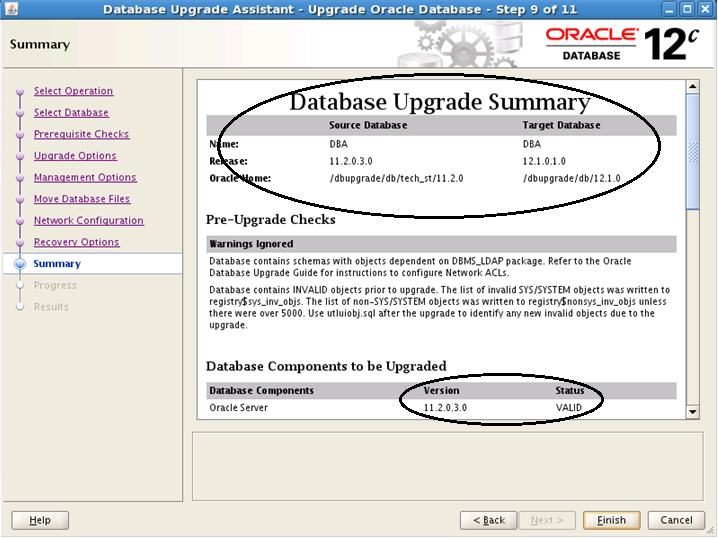 Database Upgrade Assistant - Upgrade Oracle Database - Step 9 of 11
Summary
ORACLE
DATABASE 12c
Select Operation
Select Database
Prerequisite Checks
Upgrade Options
Management Options
Move Database Files
Network Configuration
Recovery Options
Summary
Progress
Results
Database Upgrade Summary
Source Database Target Database
Name: DBA DBA
Release: 11.2.0.3.0 12.1.0.1.0
Oracle Home: /dbupgrade/db/tech_st/11.2.0 /dbupgrade/db/12.1.0
Pre-Upgrade Checks
Warnings Ignored
Database contains schemas with objects dependent on DBMS_LDAP package. Refer to the Oracle
Database Upgrade Guide for instructions to configure Network ACLs.
Database contains INVALID objects prior to upgrade. The list of invalid SYS/SYSTEM objects was written to
registry$sys_inv_objs. The list of non-SYS/SYSTEM objects was written to registry$nonsys_inv_objs unless
there were over 5000. Use utluiobj.sql after the upgrade to identify any new invalid objects due to the
upgrade.
Database Components to be Upgraded
Database Components Version Status
Oracle Server 11.2.0.3.0 VALID
Help
< Back
Next >
Finish
Cancel